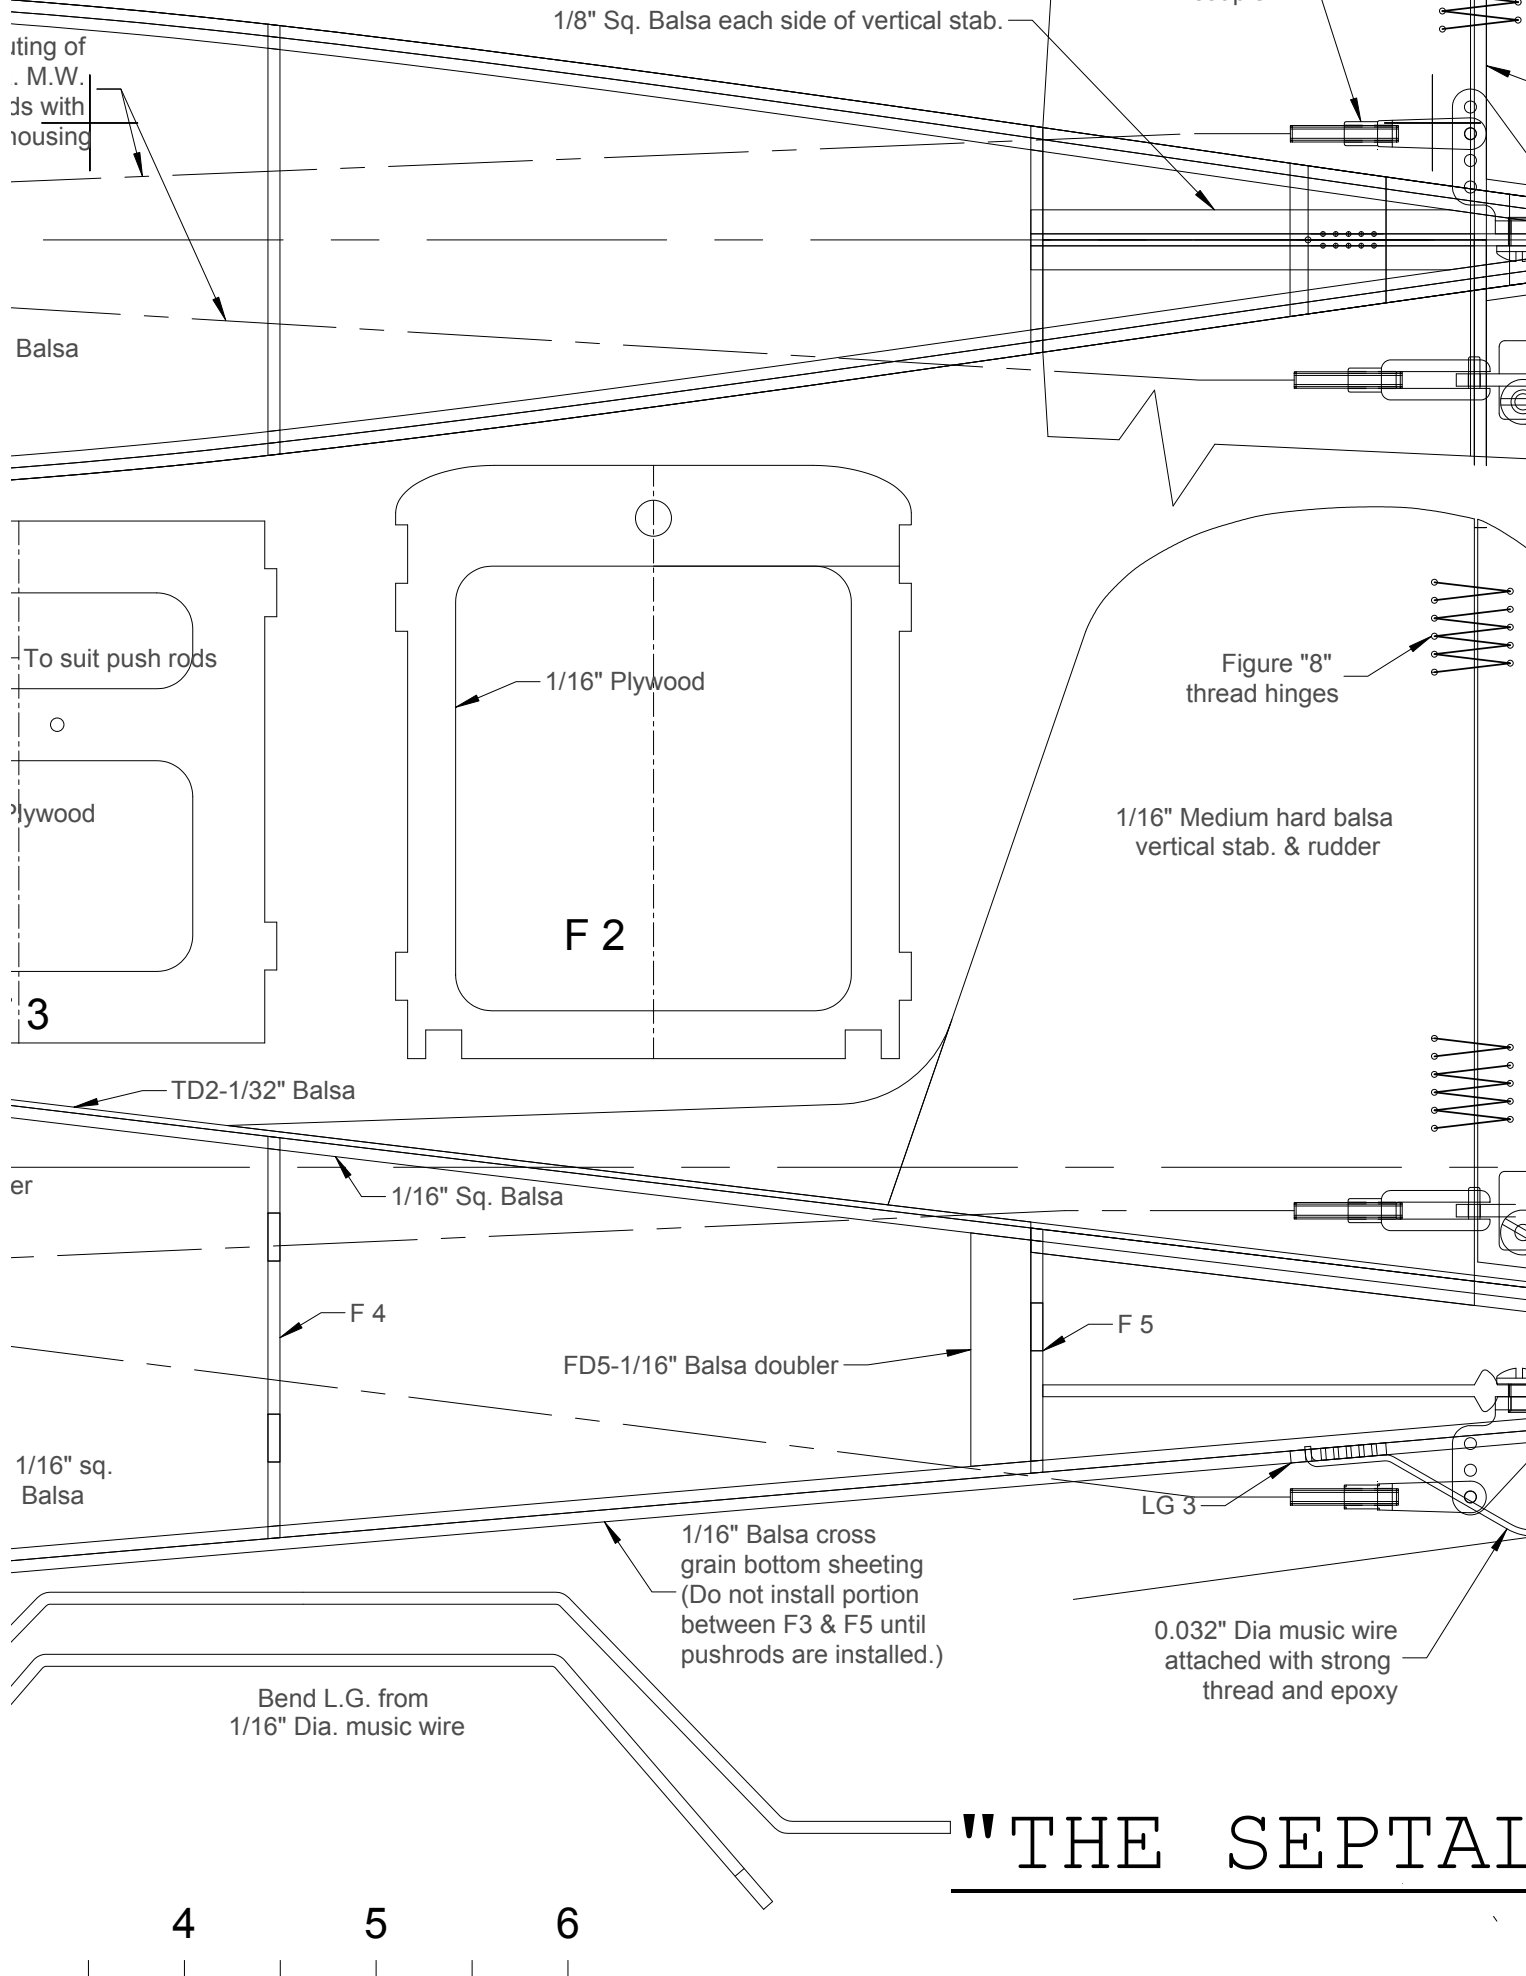 1/8" Sq. Balsa each side of vertical stab.
of
M.W.
with
Balsa
To suit push rods
1/16" Plywood
Figure "8"
thread hinges
1/16" Medium hard balsa
vertical stab. & rudder
F 2
3
TD2-1/32" Balsa
1/16" Sq. Balsa
F 4
F 5
FD5-1/16" Balsa doubler
1/16" sq.
Balsa
LG 3
1/16" Balsa cross
grain bottom sheeting
(Do not install portion
between F3 & F5 until
pushrods are installed.)
0.032" Dia music wire
attached with strong
thread and epoxy
Bend L.G. from
1/16" Dia. music wire
"THE SEPTAL
4 5 6